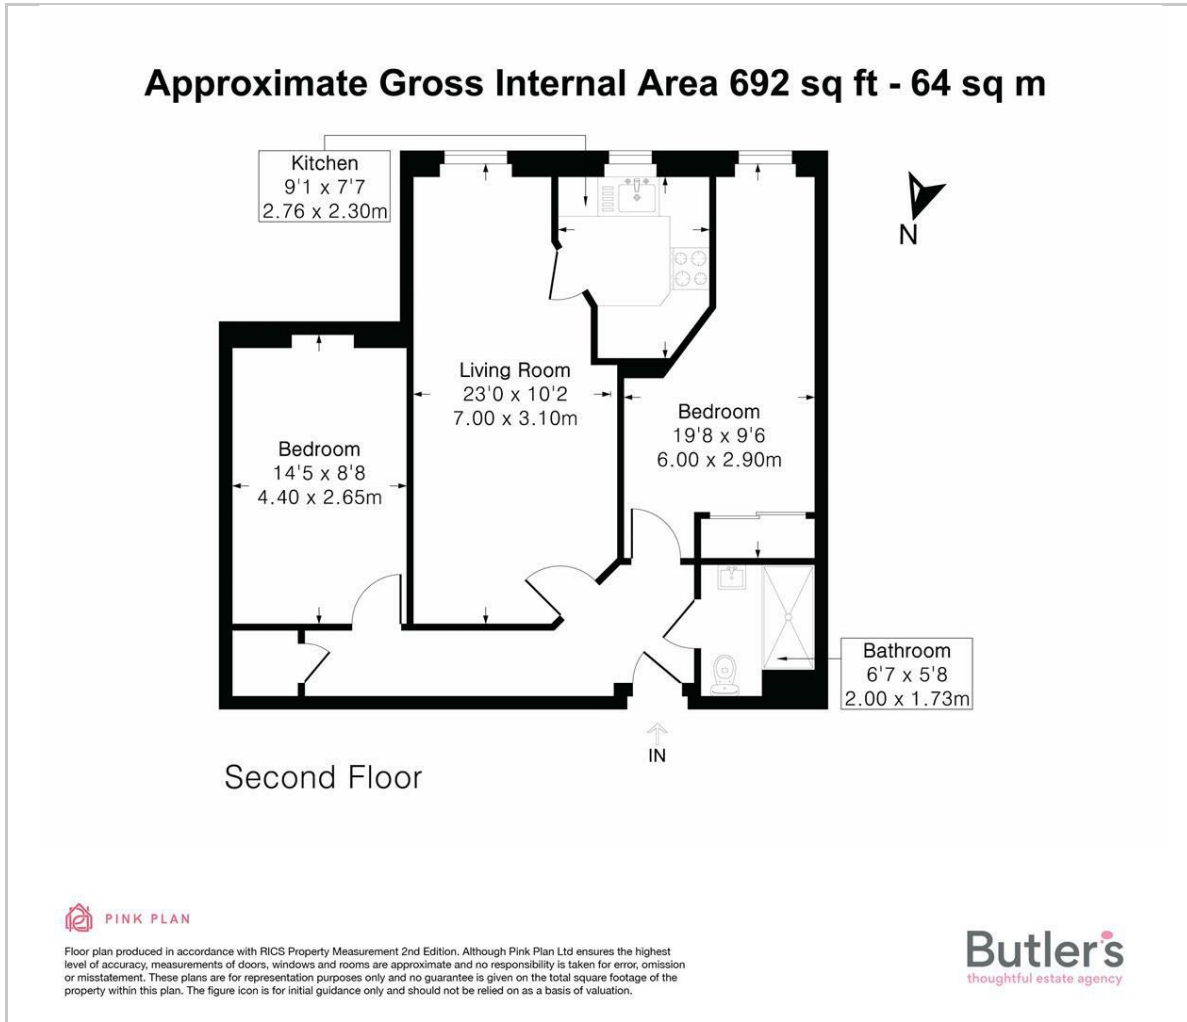 Approximate Gross Internal Area 692 sq ft - 64 sq m
Kitchen
9'1 x 7'7
2.76 x 2.30m
N
Living Room
23'0 x 10'2
7.00 x 3.10m
Bedroom
19'8 x 9'6
6.00 x 2.90m
Bedroom
14'5 x 8'8
4.40 x 2.65m
Bathroom
6'7 x 5'8
2.00 x 1.73m
IN
Second Floor
PINK PLAN
Floor plan produced in accordance with RICS Property Measurement 2nd Edition. Although Pink Plan Ltd ensures the highest
level of accuracy, measurements of doors, windows and rooms are approximate and no responsibility is taken for error, omission
or misstatement. These plans are for representation purposes only and no guarantee is given on the total square footage of the
property within this plan. The figure icon is for initial guidance only and should not be relied on as a basis of valuation.
Butler's
thoughtful estate agency